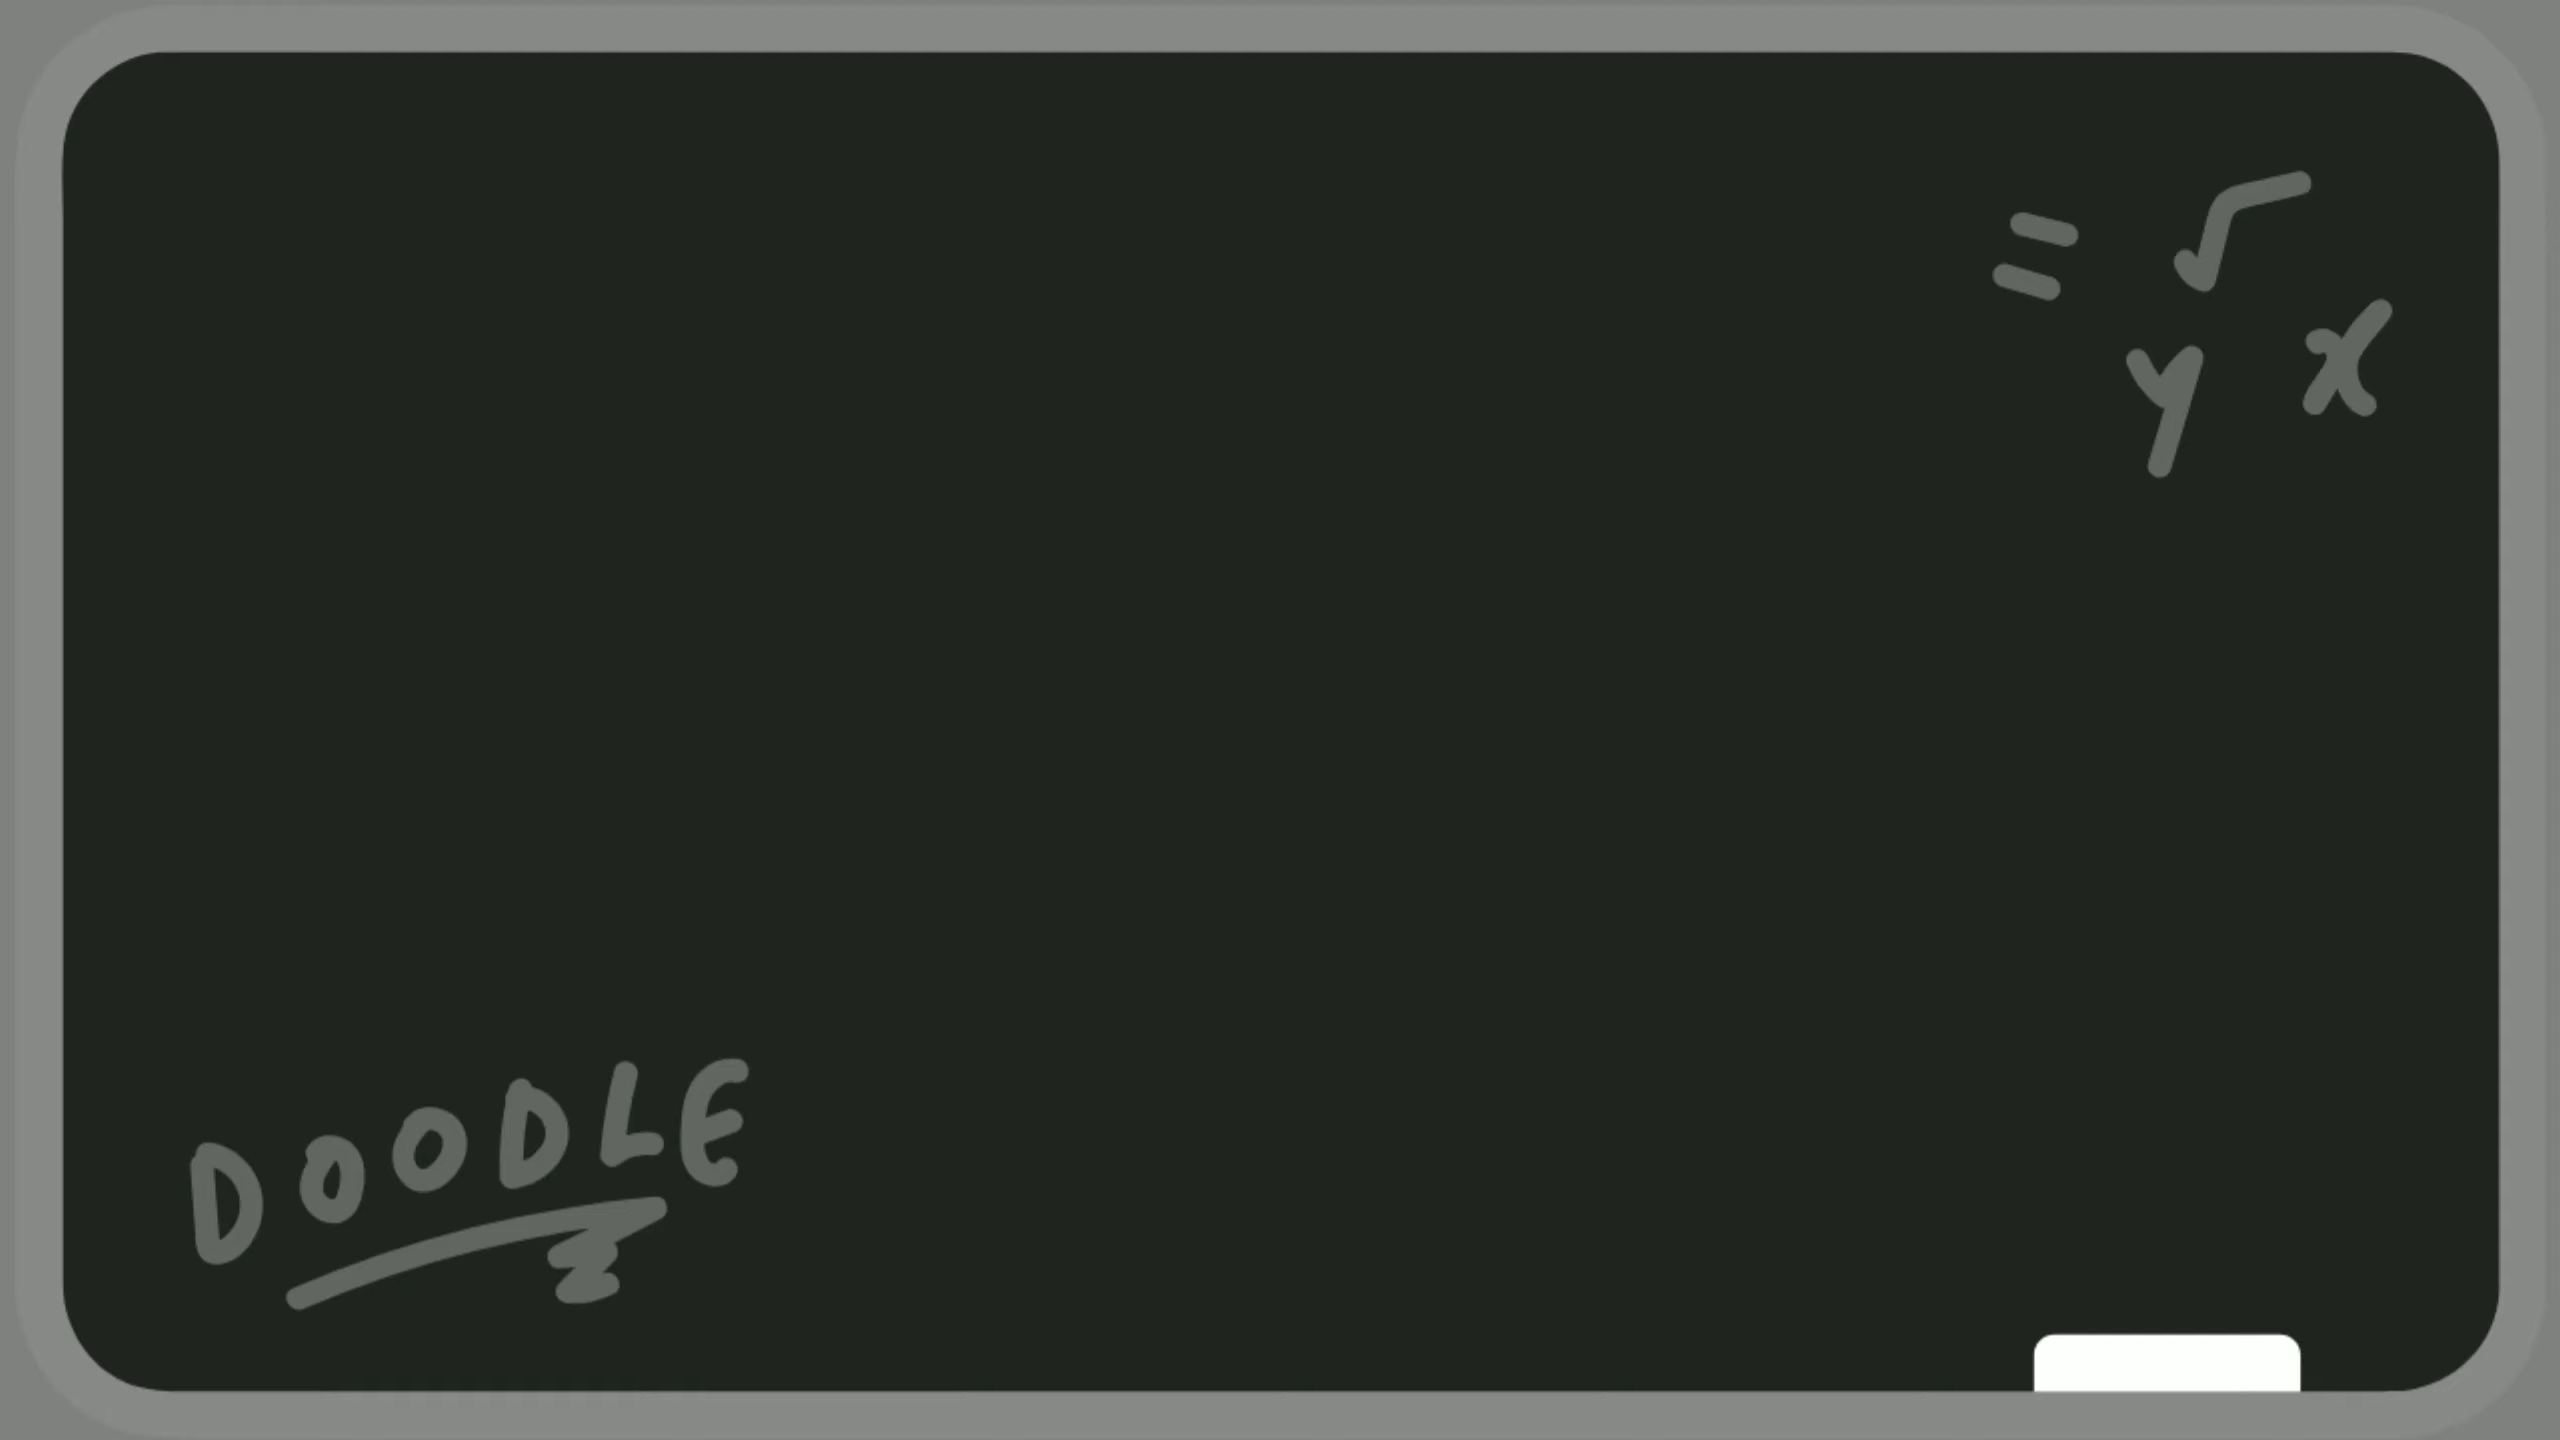 = √
y x
DOODLE